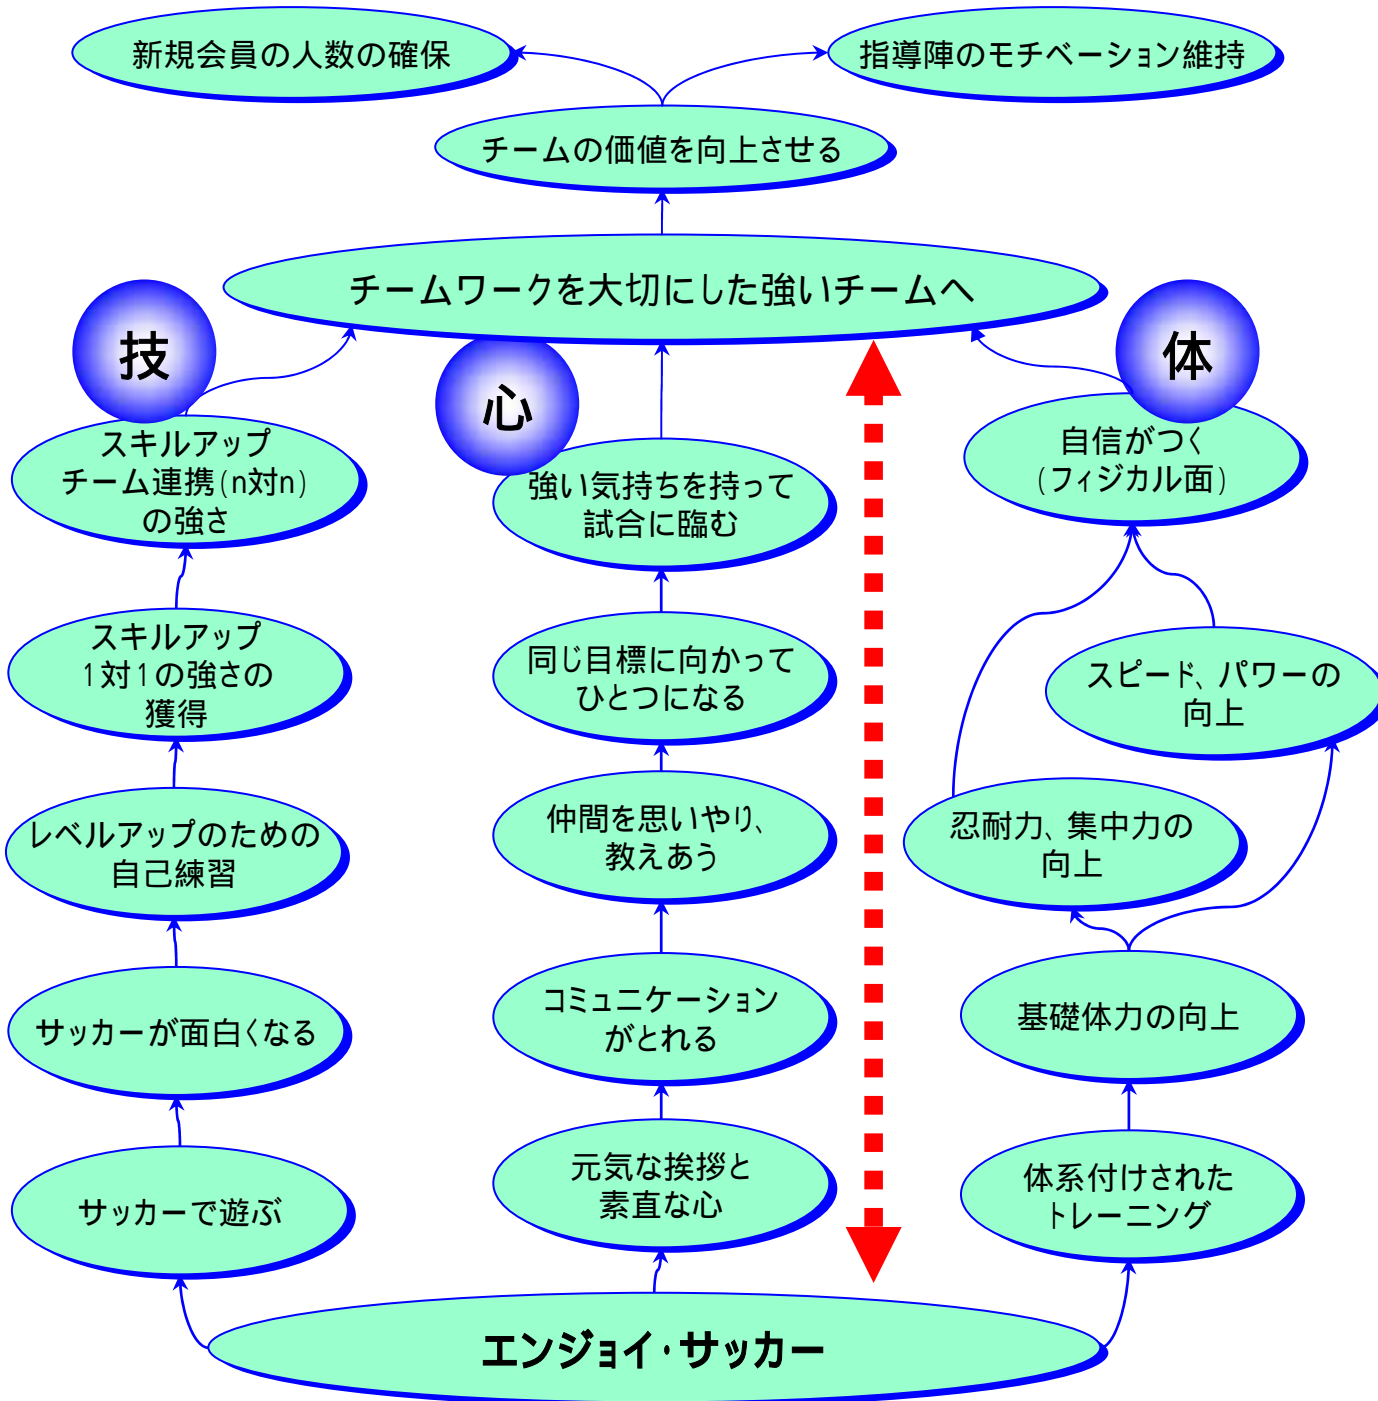 新規会員の人数の確保
指導陣のモチベーション維持
チームの価値を向上させる
チームワークを大切にした強いチームへ
技
心
体
スキルアップ
チーム連携(n対n)
の強さ
強い気持ちを持って
試合に臨む
自信がつく
(フィジカル面)
スキルアップ
1対1の強さの
獲得
同じ目標に向かって
ひとつになる
スピード、パワーの
向上
レベルアップのための
自己練習
仲間を思いやり、
教えあう
忍耐力、集中力の
向上
サッカーが面白くなる
コミュニケーション
がとれる
基礎体力の向上
サッカーで遊ぶ
元気な挨拶と
素直な心
体系付けされた
トレーニング
エンジョイ・サッカー